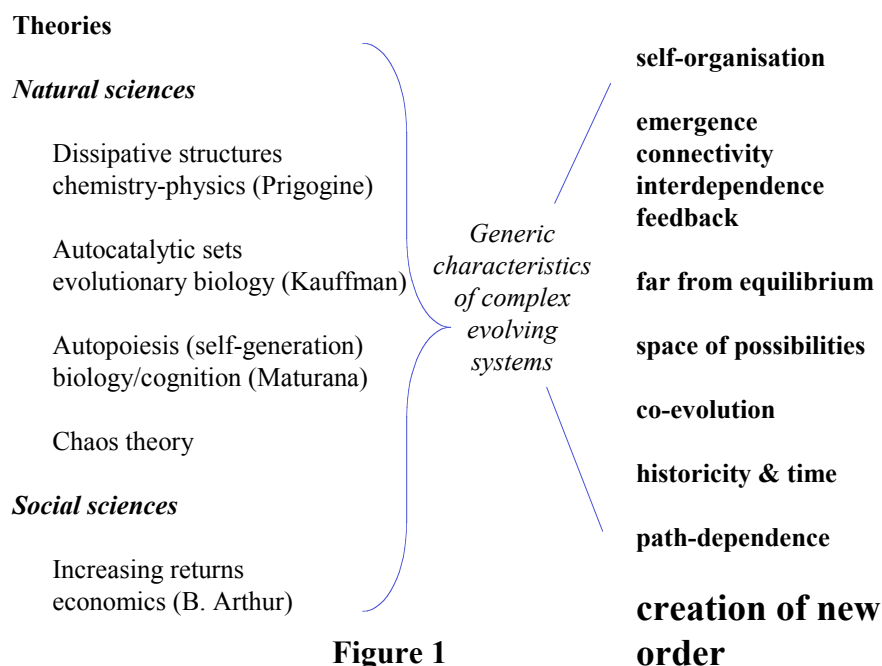 Theories
Natural sciences
Dissipative structures
chemistry-physics (Prigogine)
Autocatalytic sets
evolutionary biology (Kauffman)
Autopoiesis (self-generation)
biology/cognition (Maturana)
Chaos theory
Social sciences
Increasing returns
economics (B. Arthur)
Generic
characteristics
of complex
evolving
systems
self-organisation
emergence
connectivity
interdependence
feedback
far from equilibrium
space of possibilities
co-evolution
historicity & time
path-dependence
creation of new
order
Figure 1